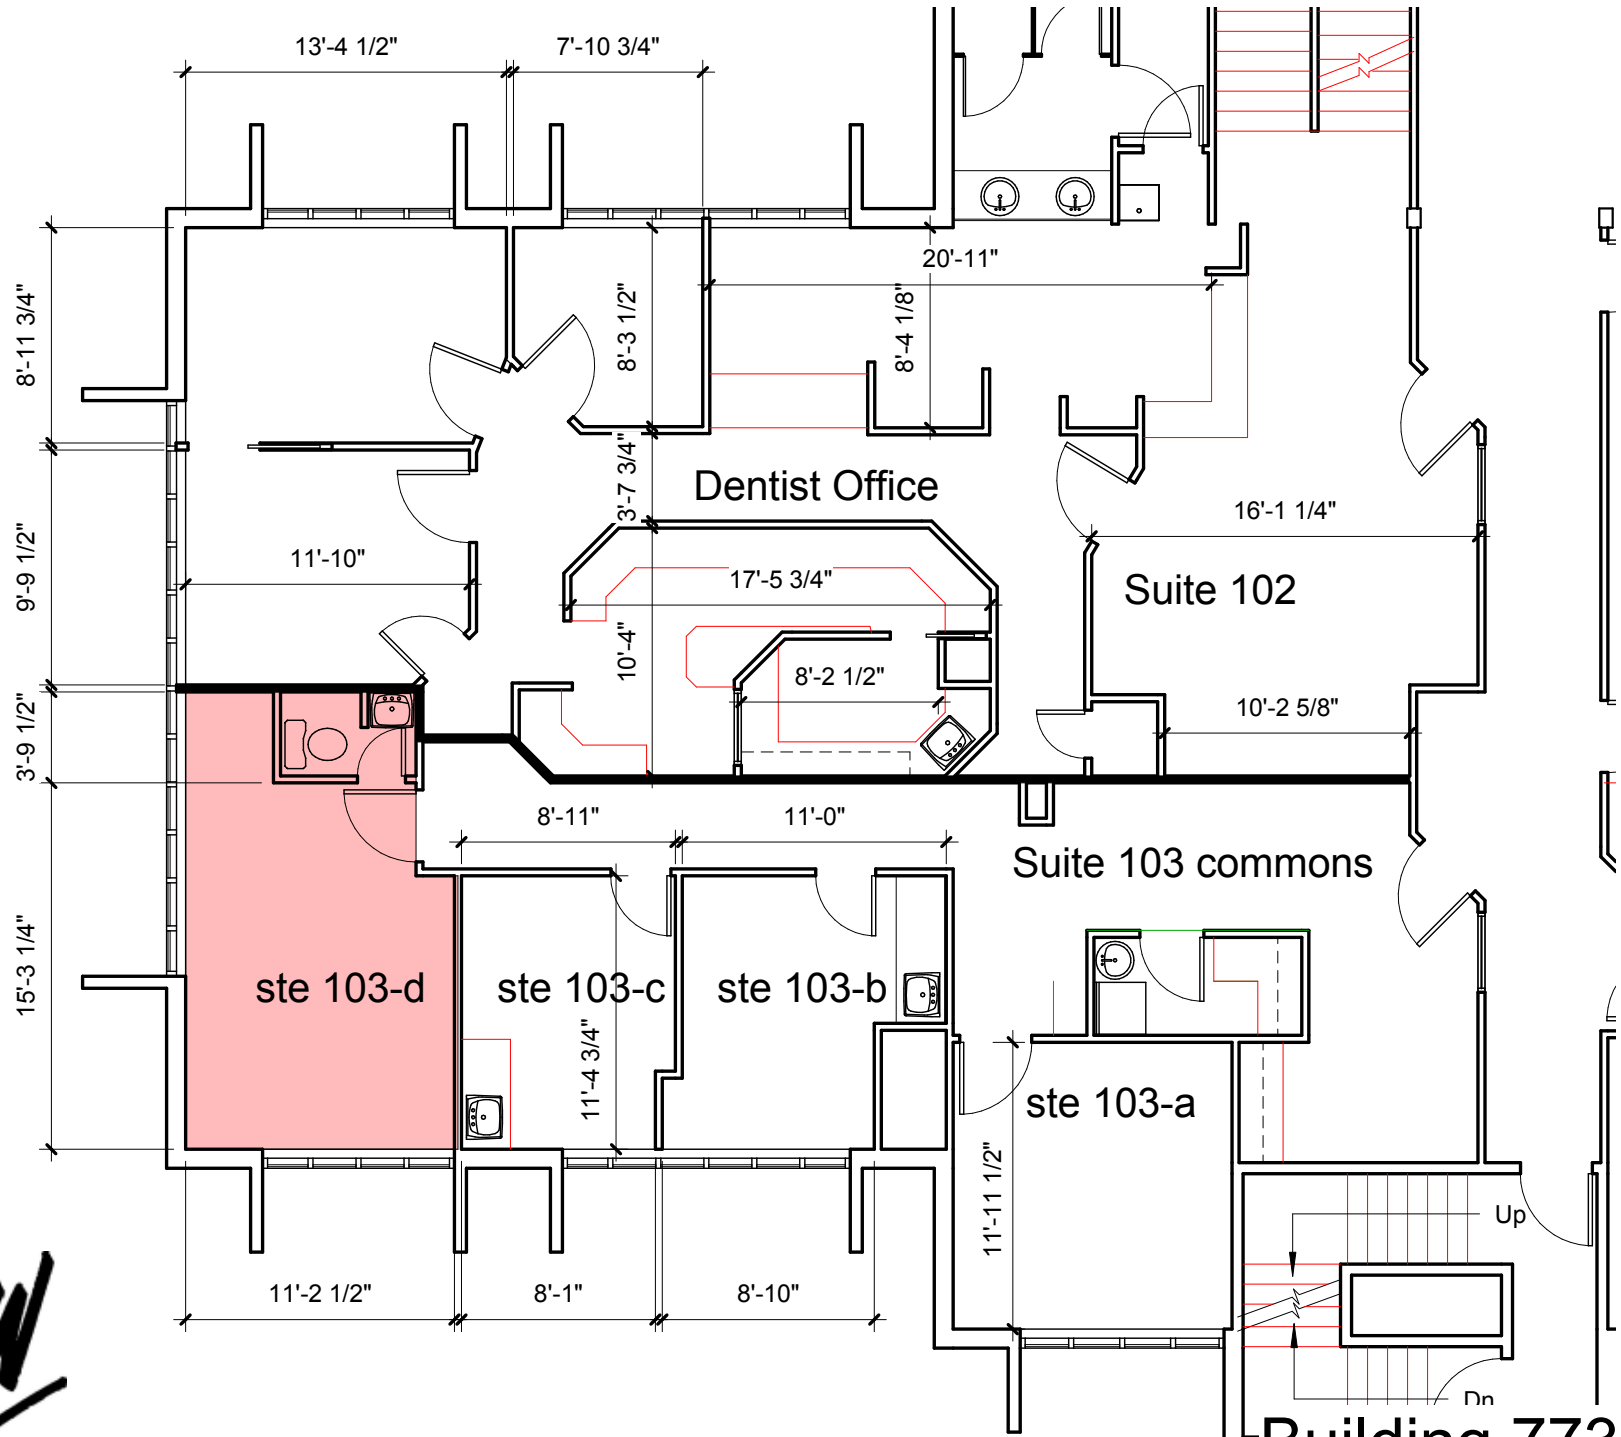 13'-4 1/2"
7'-10 3/4"
20'-11"
8'-11 3/4"
8'-3 1/2"
8'-4 1/8"
3'-7 3/4"
Dentist Office
16'-1 1/4"
9'-9 1/2"
11'-10"
17'-5 3/4"
Suite 102
10'-4"
8'-2 1/2"
10'-2 5/8"
3'-9 1/2"
8'-11"
11'-0"
Suite 103 commons
15'-3 1/4"
ste 103-d
ste 103-c
ste 103-b
11'-4 3/4"
ste 103-a
11'-11 1/2"
Up
11'-2 1/2"
8'-1"
8'-10"
Dn
Building 773